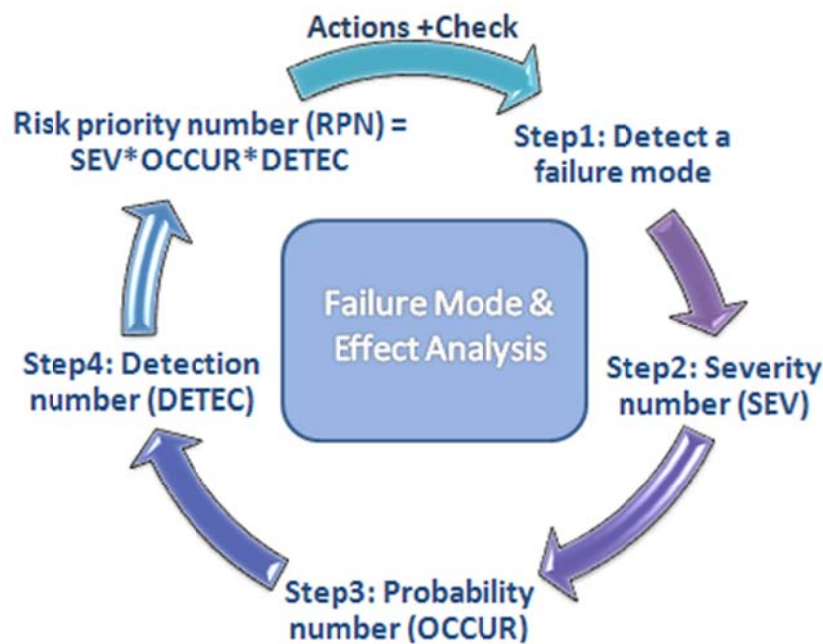 Actions +Check
Risk priority number (RPN) =
SEV*OCCUR*DETEC
Step1: Detect a
failure mode
Failure Mode &
Effect Analysis
Step4: Detection
number (DETEC)
Step2: Severity
number (SEV)
Step3: Probability
number (OCCUR)